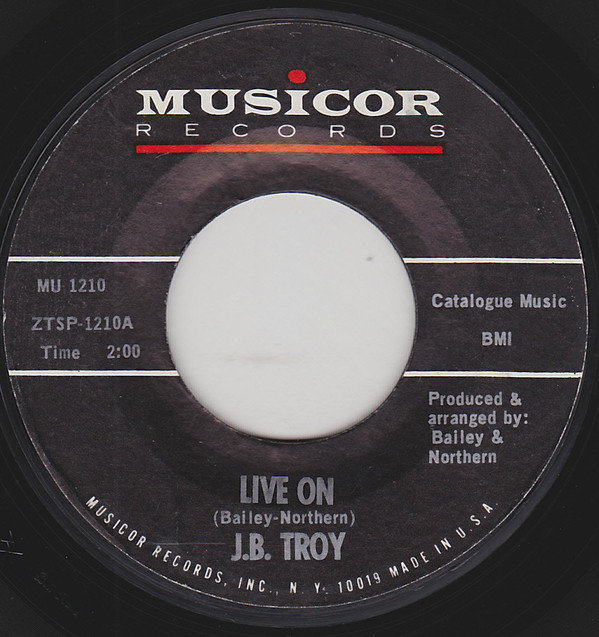 MUSICOR
RECORDS
MU 1210
ZTSP-1210A
Time 2:00
Catalogue Music
BMI
Produced &
arranged by:
Bailey &
Northern
LIVE ON
(Bailey-Northern)
J.B. TROY
MUSICOR RECORDS, INC., N. Y. 10019 MADE IN U.S.A.